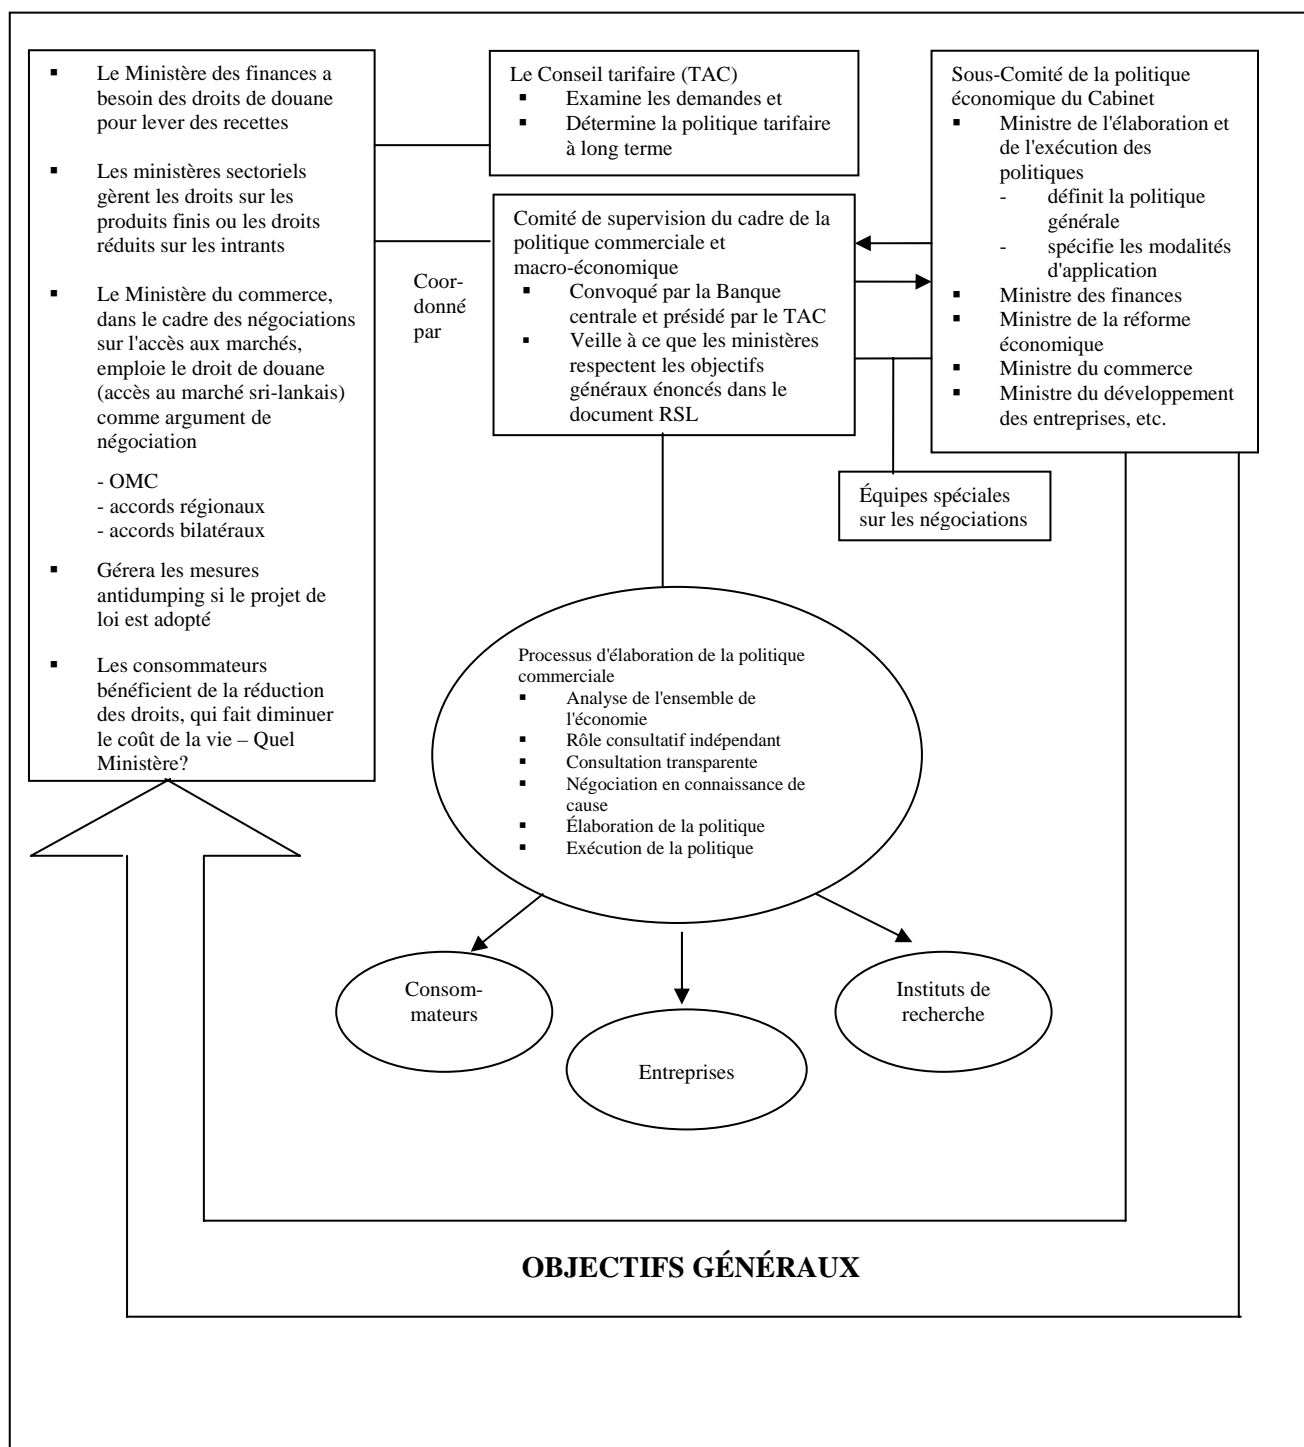 ▪ Le Ministère des finances a
besoin des droits de douane
pour lever des recettes
▪ Les ministères sectoriels
gèrent les droits sur les
produits finis ou les droits
réduits sur les intrants
▪ Le Ministère du commerce,
dans le cadre des négociations
sur l'accès aux marchés,
emploie le droit de douane
(accès au marché sri-lankais)
comme argument de
négociation
- OMC
- accords régionaux
- accords bilatéraux
▪ Gérera les mesures
antidumping si le projet de
loi est adopté
▪ Les consommateurs
bénéficient de la réduction
des droits, qui fait diminuer
le coût de la vie – Quel
Ministère?
Le Conseil tarifaire (TAC)
▪ Examine les demandes et
▪ Détermine la politique tarifaire
à long terme
Coor-
donné
par
Comité de supervision du cadre de la
politique commerciale et
macro-économique
▪ Convoqué par la Banque
centrale et présidé par le TAC
▪ Veille à ce que les ministères
respectent les objectifs
généraux énoncés dans le
document RSL
Sous-Comité de la politique
économique du Cabinet
▪ Ministre de l'élaboration et
de l'exécution des
politiques
- définit la politique
générale
- spécifie les modalités
d'application
▪ Ministre des finances
▪ Ministre de la réforme
économique
▪ Ministre du commerce
▪ Ministre du développement
des entreprises, etc.
Équipes spéciales
sur les négociations
Processus d'élaboration de la politique
commerciale
▪ Analyse de l'ensemble de
l'économie
▪ Rôle consultatif indépendant
▪ Consultation transparente
▪ Négociation en connaissance de
cause
▪ Élaboration de la politique
▪ Exécution de la politique
Consom-
mateurs
Entreprises
Instituts de
recherche
OBJECTIFS GÉNÉRAUX